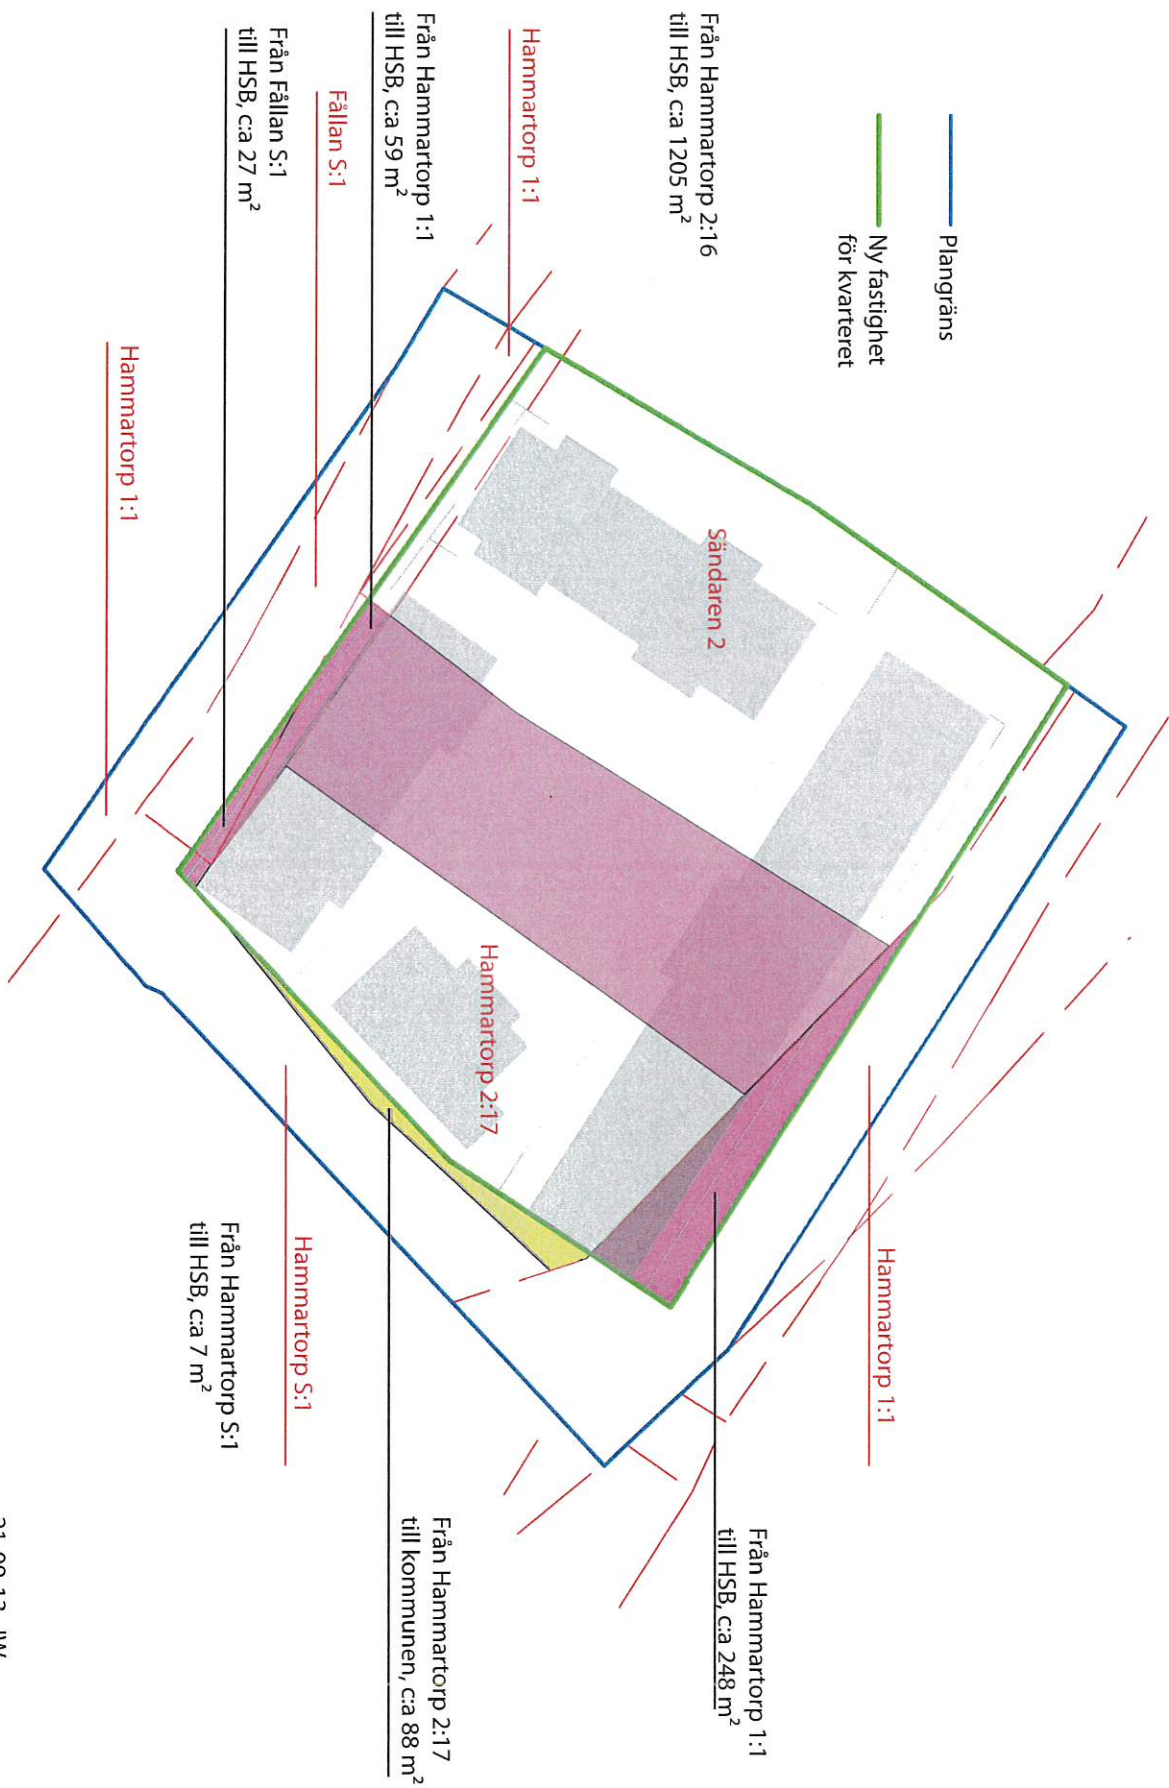 Plangräns
Ny fastighet
för kvarteret
Från Hammartorp 2:16
till HSB, c:a 1205 m²
Hammartorp 1:1
Från Hammartorp 1:1
till HSB, c:a 59 m²
Fållan S:1
Från Fållan S:1
till HSB, c:a 27 m²
Hammartorp 1:1
Sändaren 2
Hammartorp 2:17
Hammartorp 1:1
Hammartorp S:1
Från Hammartorp S:1
till HSB, c:a 7 m²
Från Hammartorp 1:1
till HSB, c:a 248 m²
Från Hammartorp 2:17
till kommunen, c:a 88 m²